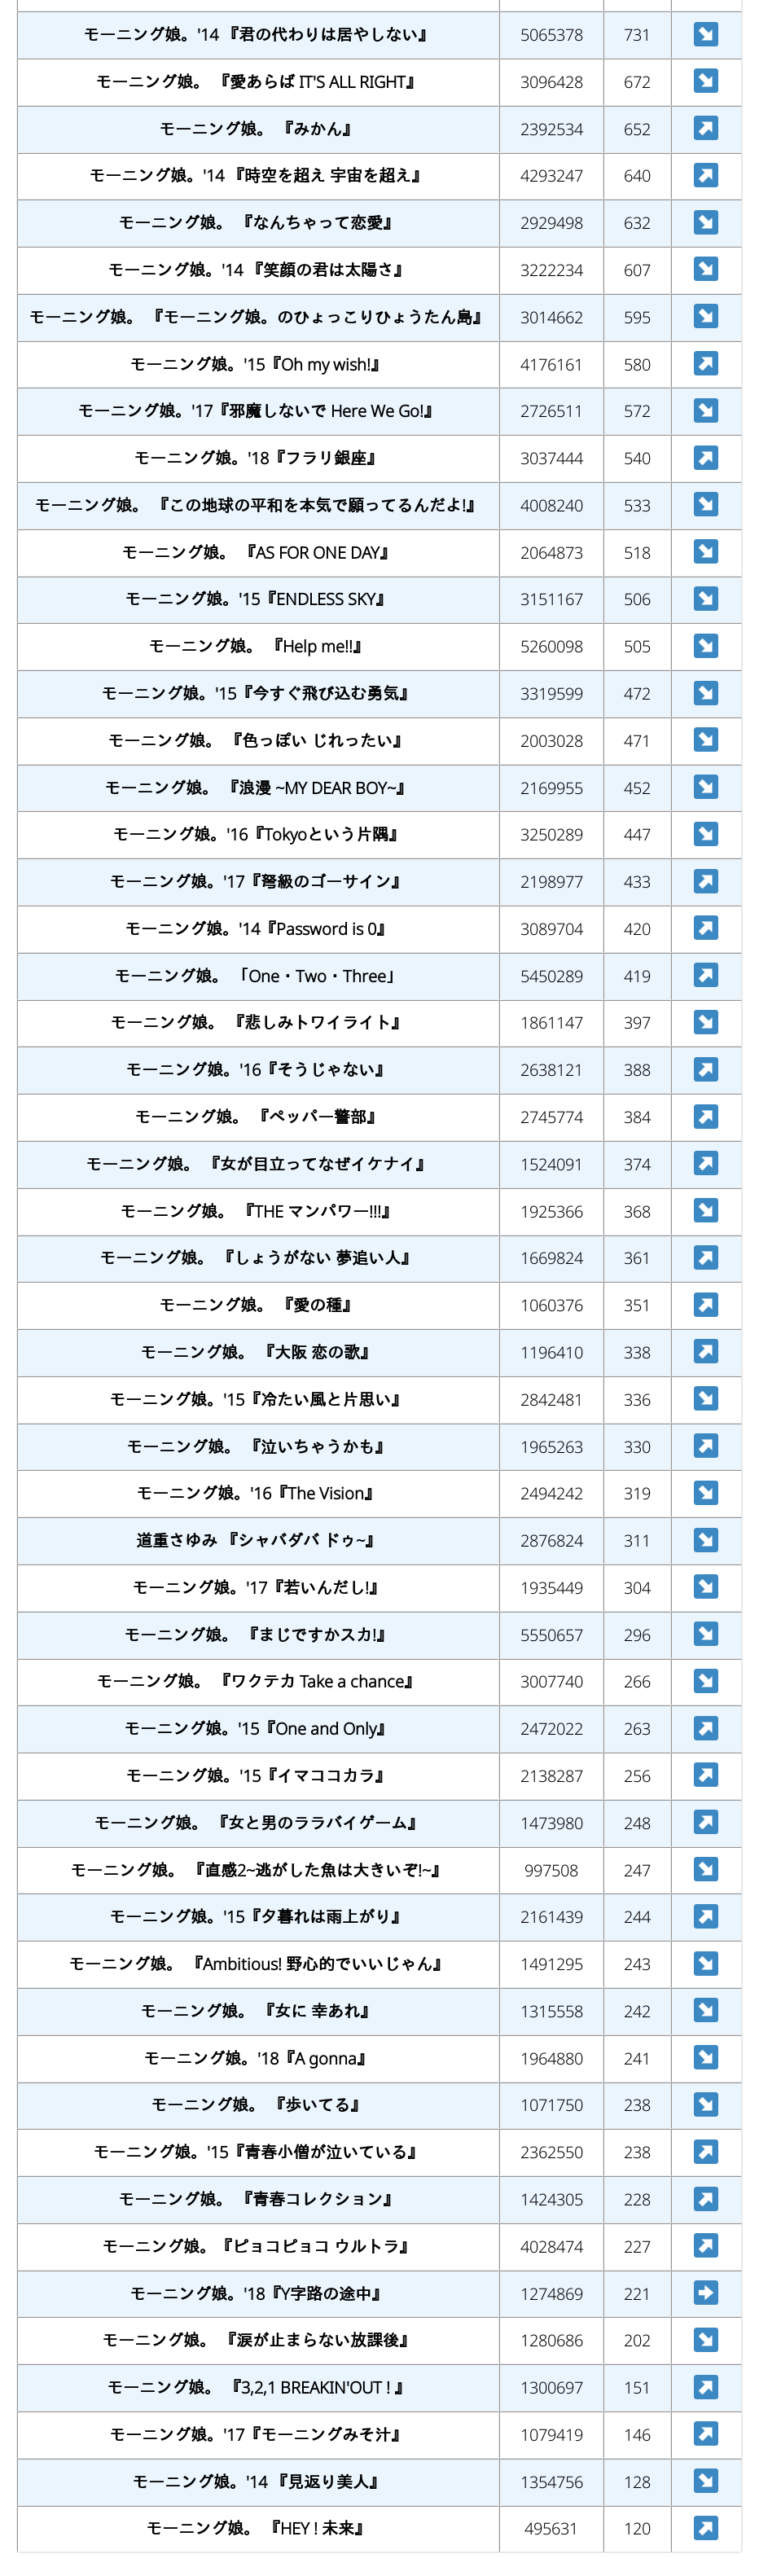 モーニング娘。'14 『君の代わりは居やしない』 5065378 731 ↘
モーニング娘。 『愛あらば IT'S ALL RIGHT』 3096428 672 ↘
モーニング娘。 『みかん』 2392534 652 ↗
モーニング娘。'14 『時空を超え 宇宙を超え』 4293247 640 ↗
モーニング娘。 『なんちゃって恋愛』 2929498 632 ↘
モーニング娘。'14 『笑顔の君は太陽さ』 3222234 607 ↘
モーニング娘。 『モーニング娘。のひょっこりひょうたん島』 3014662 595 ↘
モーニング娘。'15『Oh my wish!』 4176161 580 ↗
モーニング娘。'17『邪魔しないで Here We Go!』 2726511 572 ↘
モーニング娘。'18『フラリ銀座』 3037444 540 ↗
モーニング娘。 『この地球の平和を本気で願ってるんだよ!』 4008240 533 ↘
モーニング娘。 『AS FOR ONE DAY』 2064873 518 ↘
モーニング娘。'15『ENDLESS SKY』 3151167 506 ↘
モーニング娘。 『Help me!!』 5260098 505 ↘
モーニング娘。'15『今すぐ飛び込む勇気』 3319599 472 ↘
モーニング娘。 『色っぽい じれったい』 2003028 471 ↘
モーニング娘。 『浪漫 ~MY DEAR BOY~』 2169955 452 ↘
モーニング娘。'16『Tokyoという片隅』 3250289 447 ↘
モーニング娘。'17『弩級のゴーサイン』 2198977 433 ↗
モーニング娘。'14『Password is 0』 3089704 420 ↗
モーニング娘。 「One・Two・Three」 5450289 419 ↗
モーニング娘。 『悲しみトワイライト』 1861147 397 ↘
モーニング娘。'16『そうじゃない』 2638121 388 ↗
モーニング娘。 『ペッパー警部』 2745774 384 ↗
モーニング娘。 『女が目立ってなぜイケナイ』 1524091 374 ↗
モーニング娘。 『THE マンパワー!!!』 1925366 368 ↘
モーニング娘。 『しょうがない 夢追い人』 1669824 361 ↗
モーニング娘。 『愛の種』 1060376 351 ↗
モーニング娘。 『大阪 恋の歌』 1196410 338 ↗
モーニング娘。'15『冷たい風と片思い』 2842481 336 ↘
モーニング娘。 『泣いちゃうかも』 1965263 330 ↗
モーニング娘。'16『The Vision』 2494242 319 ↘
道重さゆみ 『シャバダバ ドゥ~』 2876824 311 ↘
モーニング娘。'17『若いんだし!』 1935449 304 ↘
モーニング娘。 『まじですかスカ!』 5550657 296 ↘
モーニング娘。 『ワクテカ Take a chance』 3007740 266 ↘
モーニング娘。'15『One and Only』 2472022 263 ↗
モーニング娘。'15『イマココカラ』 2138287 256 ↗
モーニング娘。 『女と男のララバイゲーム』 1473980 248 ↗
モーニング娘。 『直感2~逃がした魚は大きいぞ!~』 997508 247 ↘
モーニング娘。'15『夕暮れは雨上がり』 2161439 244 ↗
モーニング娘。 『Ambitious! 野心的でいいじゃん』 1491295 243 ↘
モーニング娘。 『女に 幸あれ』 1315558 242 ↘
モーニング娘。'18『A gonna』 1964880 241 ↘
モーニング娘。 『歩いてる』 1071750 238 ↘
モーニング娘。'15『青春小僧が泣いている』 2362550 238 ↗
モーニング娘。 『青春コレクション』 1424305 228 ↗
モーニング娘。『ピョコピョコ ウルトラ』 4028474 227 ↗
モーニング娘。'18『Y字路の途中』 1274869 221 ➡
モーニング娘。 『涙が止まらない放課後』 1280686 202 ↘
モーニング娘。 『3,2,1 BREAKIN'OUT ! 』 1300697 151 ↗
モーニング娘。'17『モーニングみそ汁』 1079419 146 ↗
モーニング娘。'14 『見返り美人』 1354756 128 ↘
モーニング娘。 『HEY ! 未来』 495631 120 ↗